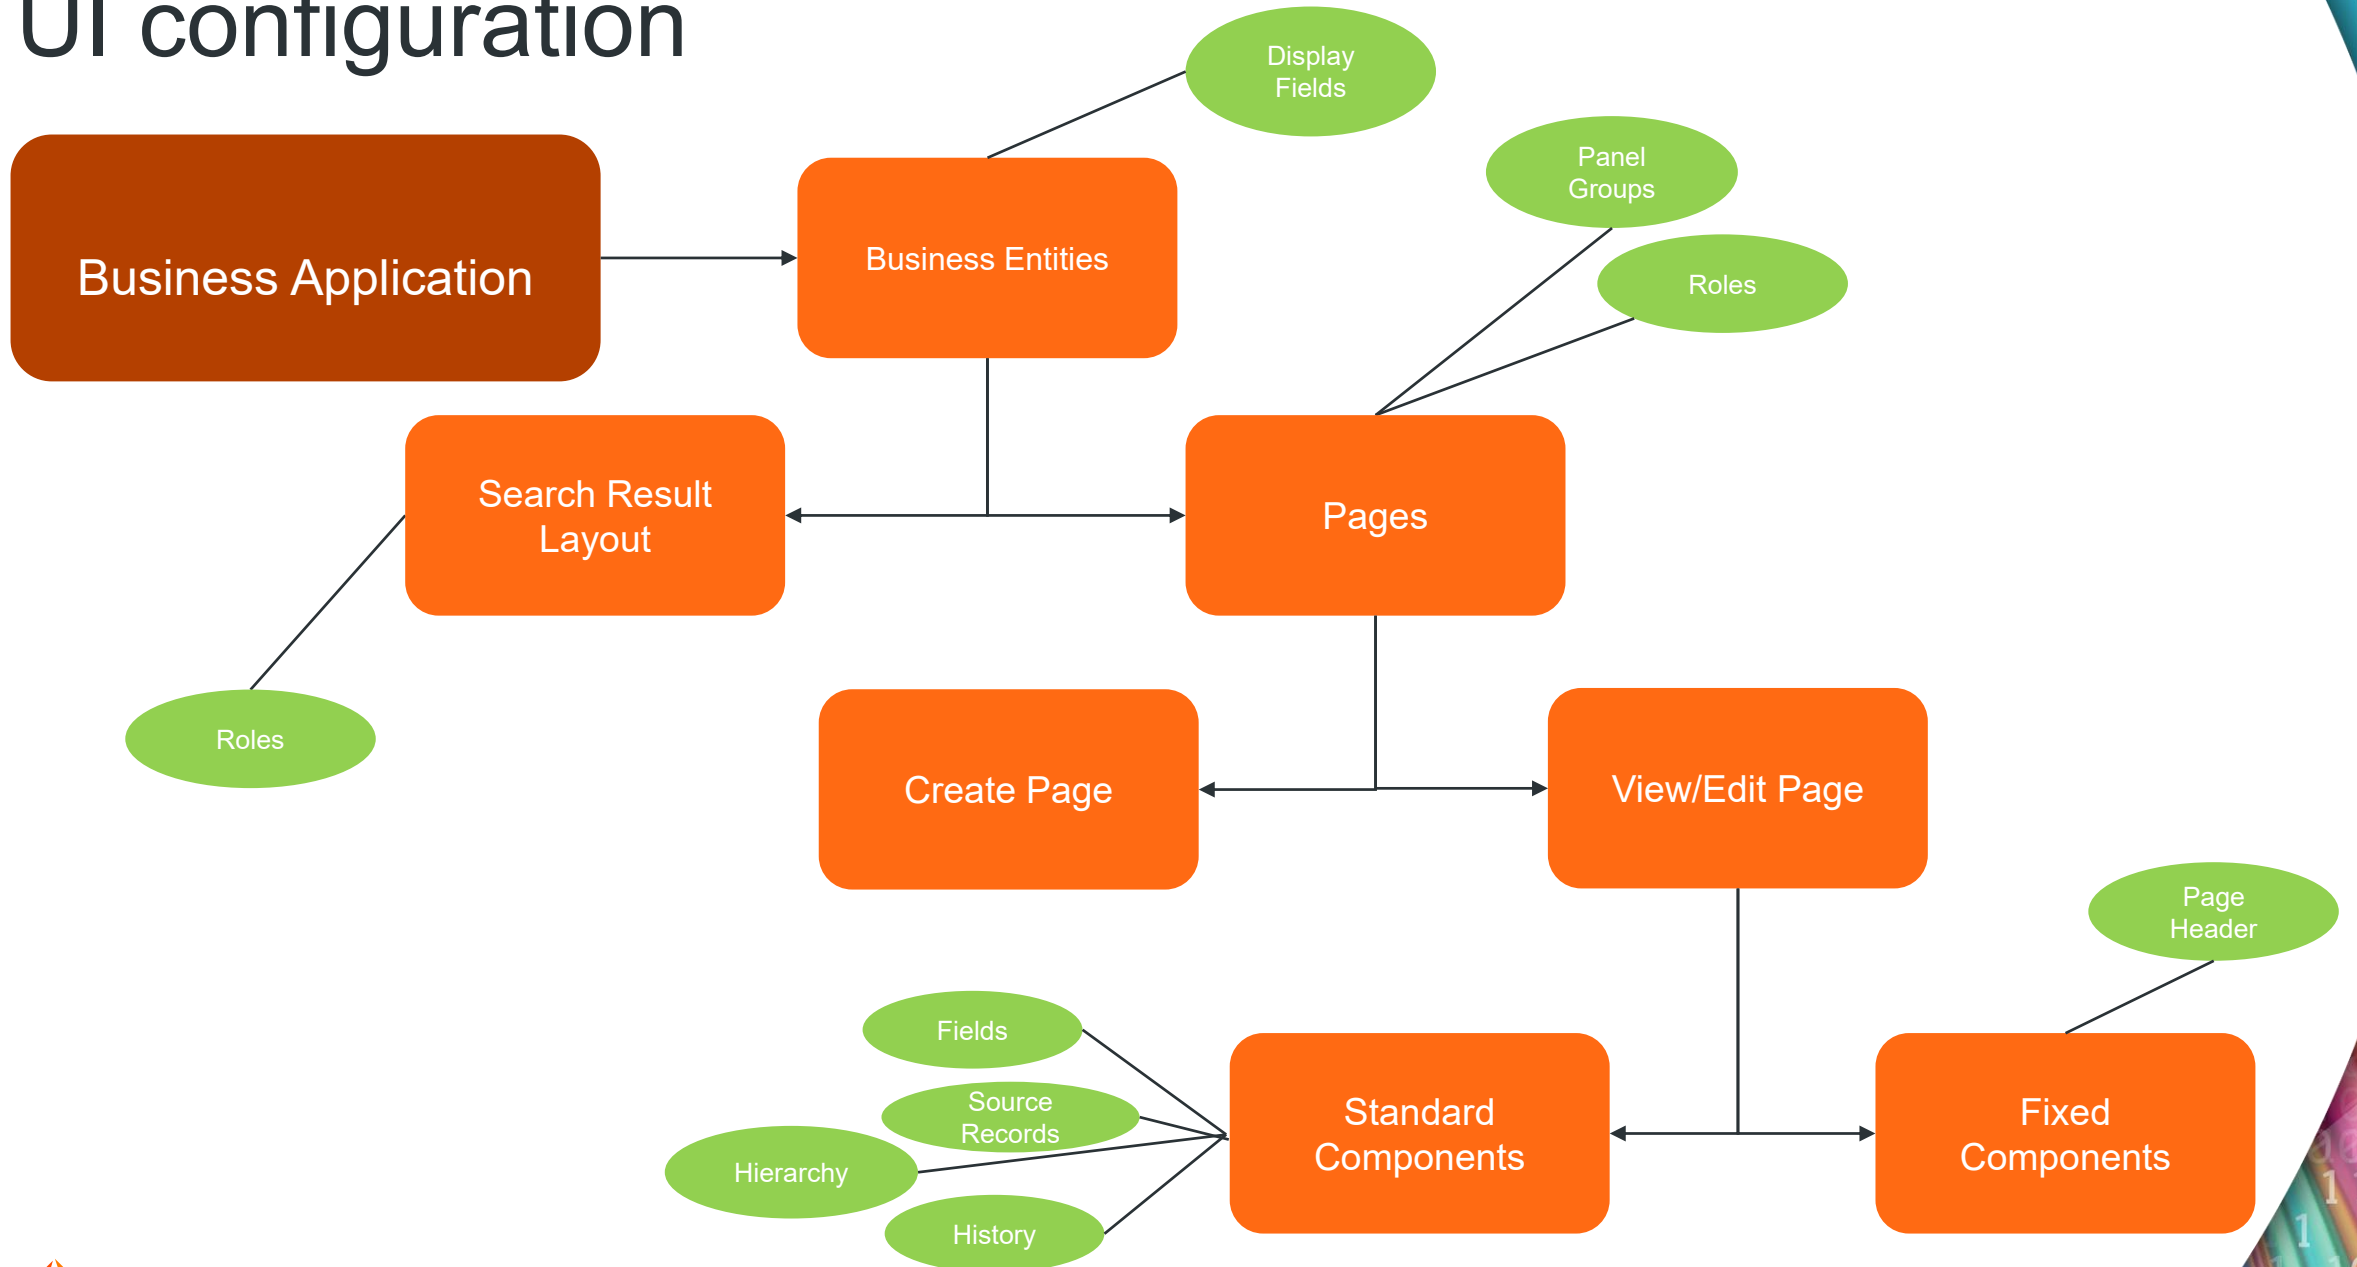 UI configuration
Display
Fields
Panel
Groups
Roles
Business Application
Business Entities
Search Result
Layout
Pages
Roles
Create Page
View/Edit Page
Page
Header
Fields
Source
Records
Hierarchy
History
Standard
Components
Fixed
Components